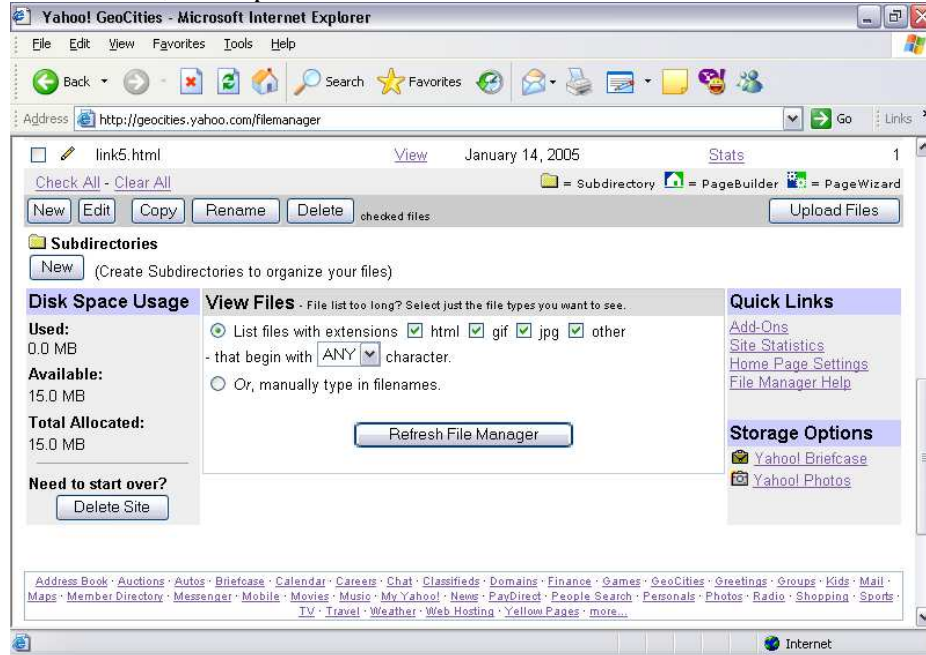 Yahoo! GeoCities - Microsoft Internet Explorer
File Edit View Favorites Tools Help
Back Search Favorites
Address http://geocities.yahoo.com/filemanager Go Links
link5.html View January 14, 2005 Stats 1
Check All - Clear All = Subdirectory = PageBuilder = PageWizard
New Edit Copy Rename Delete checked files Upload Files
Subdirectories
New (Create Subdirectories to organize your files)
Disk Space Usage
Used:
0.0 MB
Available:
15.0 MB
Total Allocated:
15.0 MB
Need to start over?
Delete Site
View Files - File list too long? Select just the file types you want to see.
List files with extensions html gif jpg other
- that begin with ANY character.
Or, manually type in filenames.
Refresh File Manager
Quick Links
Add-Ons
Site Statistics
Home Page Settings
File Manager Help
Storage Options
Yahoo! Briefcase
Yahoo! Photos
Address Book · Auctions · Autos · Briefcase · Calendar · Careers · Chat · Classifieds · Domains · Finance · Games · GeoCities · Greetings · Groups · Kids · Mail ·
Maps · Member Directory · Messenger · Mobile · Movies · Music · My Yahoo! · News · PayDirect · People Search · Personals · Photos · Radio · Shopping · Sports ·
TV · Travel · Weather · Web Hosting · Yellow Pages · more...
Internet